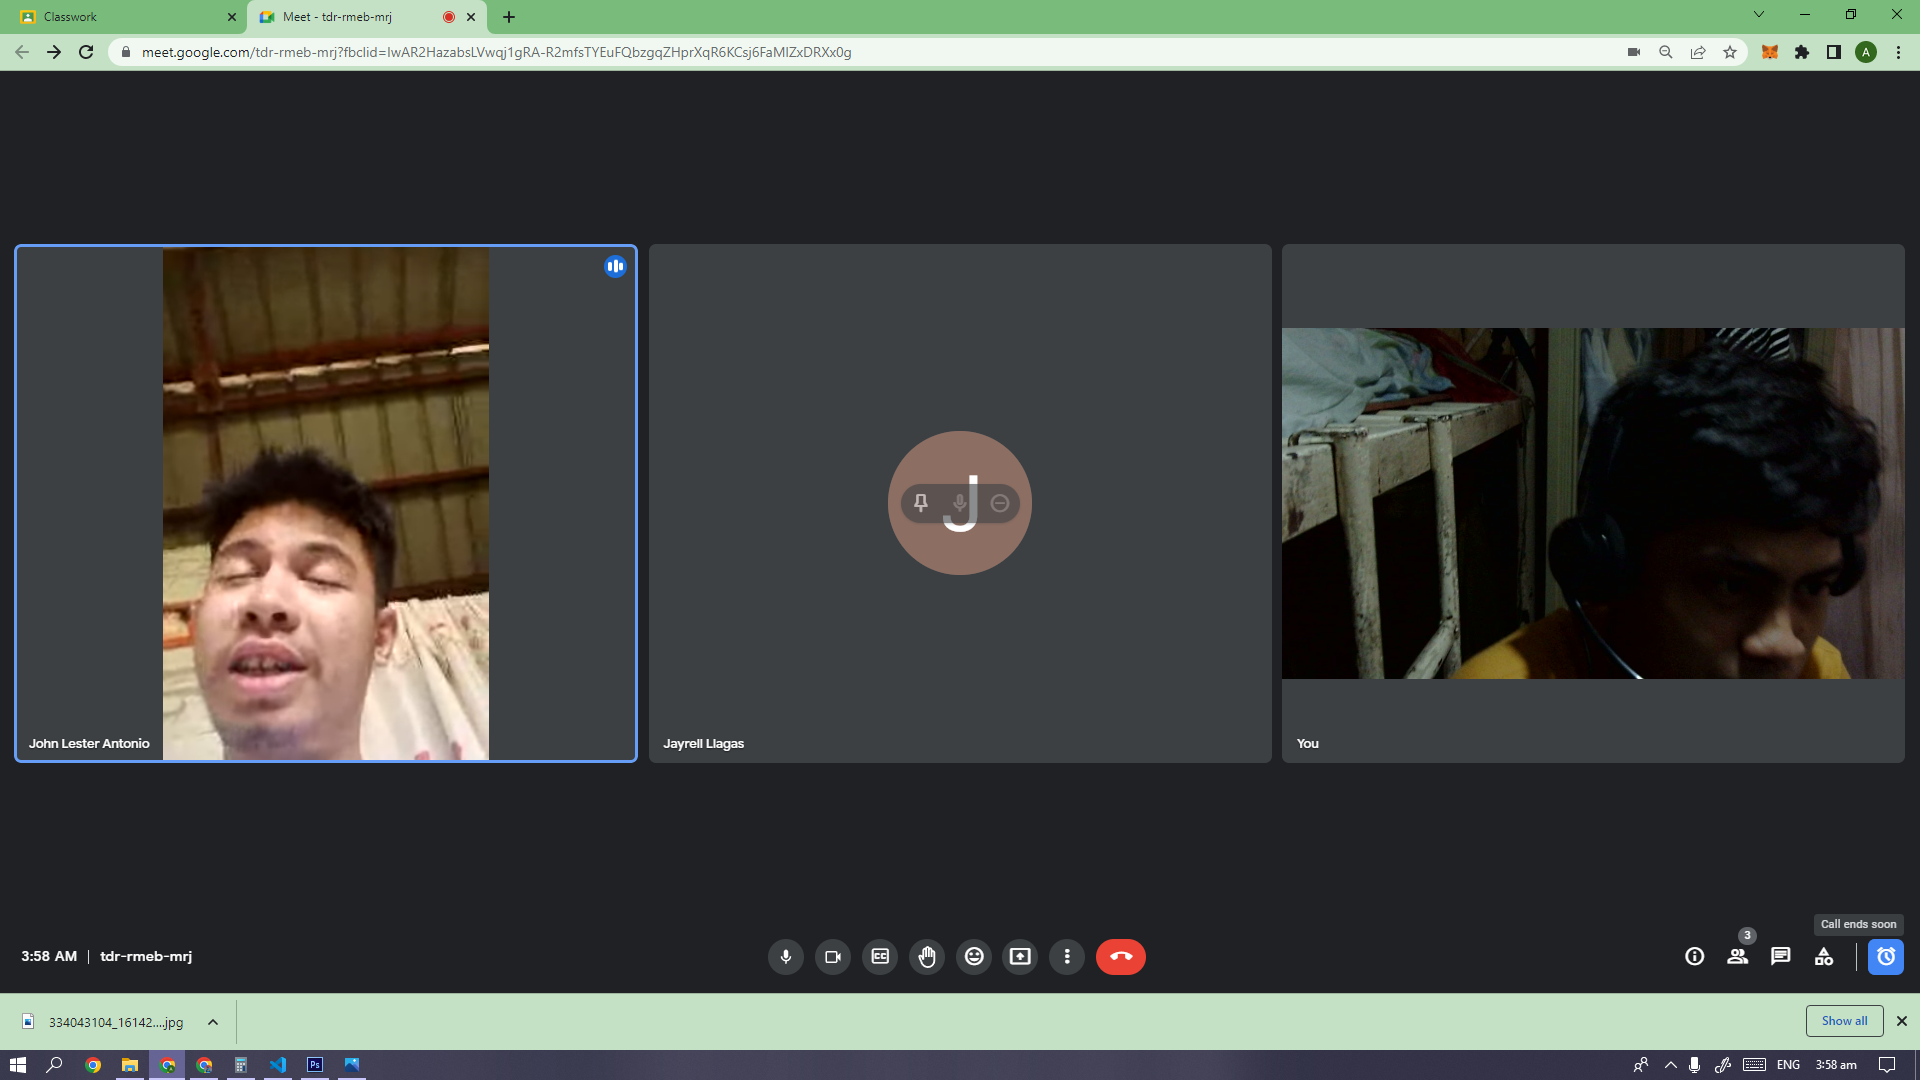 Classwork
Meet - tdr-rmeb-mrj
meet.google.com/tdr-rmeb-mrj?fbclid=IwAR2HazabsLVwqj1gRA-R2mfsTYEuFQbzgqZHprXqR6KCsj6FaMIZxDRXx0g
A
J
John Lester Antonio
Jayrell Llagas
You
Call ends soon
3
3:58 AM | tdr-rmeb-mrj
CC
334043104_16142....jpg
Show all
Ps
ENG
3:58 am